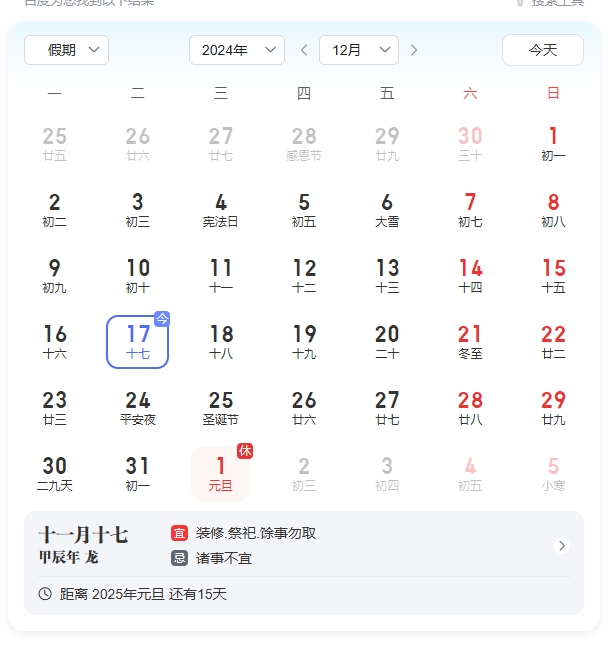 百度为您找到以下结果 搜索工具
假期 2024年 12月 今天
一 二 三 四 五 六 日
25 26 27 28 29 30 1
廿五 廿六 廿七 感恩节 廿九 三十 初一
2 3 4 5 6 7 8
初二 初三 宪法日 初五 大雪 初七 初八
9 10 11 12 13 14 15
初九 初十 十一 十二 十三 十四 十五
今
16 17 18 19 20 21 22
十六 十七 十八 十九 二十 冬至 廿二
23 24 25 26 27 28 29
廿三 平安夜 圣诞节 廿六 廿七 廿八 廿九
休
30 31 1 2 3 4 5
二九天 初一 元旦 初三 初四 初五 小寒
十一月十七 宜 装修.祭祀.馀事勿取
甲辰年 龙 忌 诸事不宜
距离 2025年元旦 还有15天